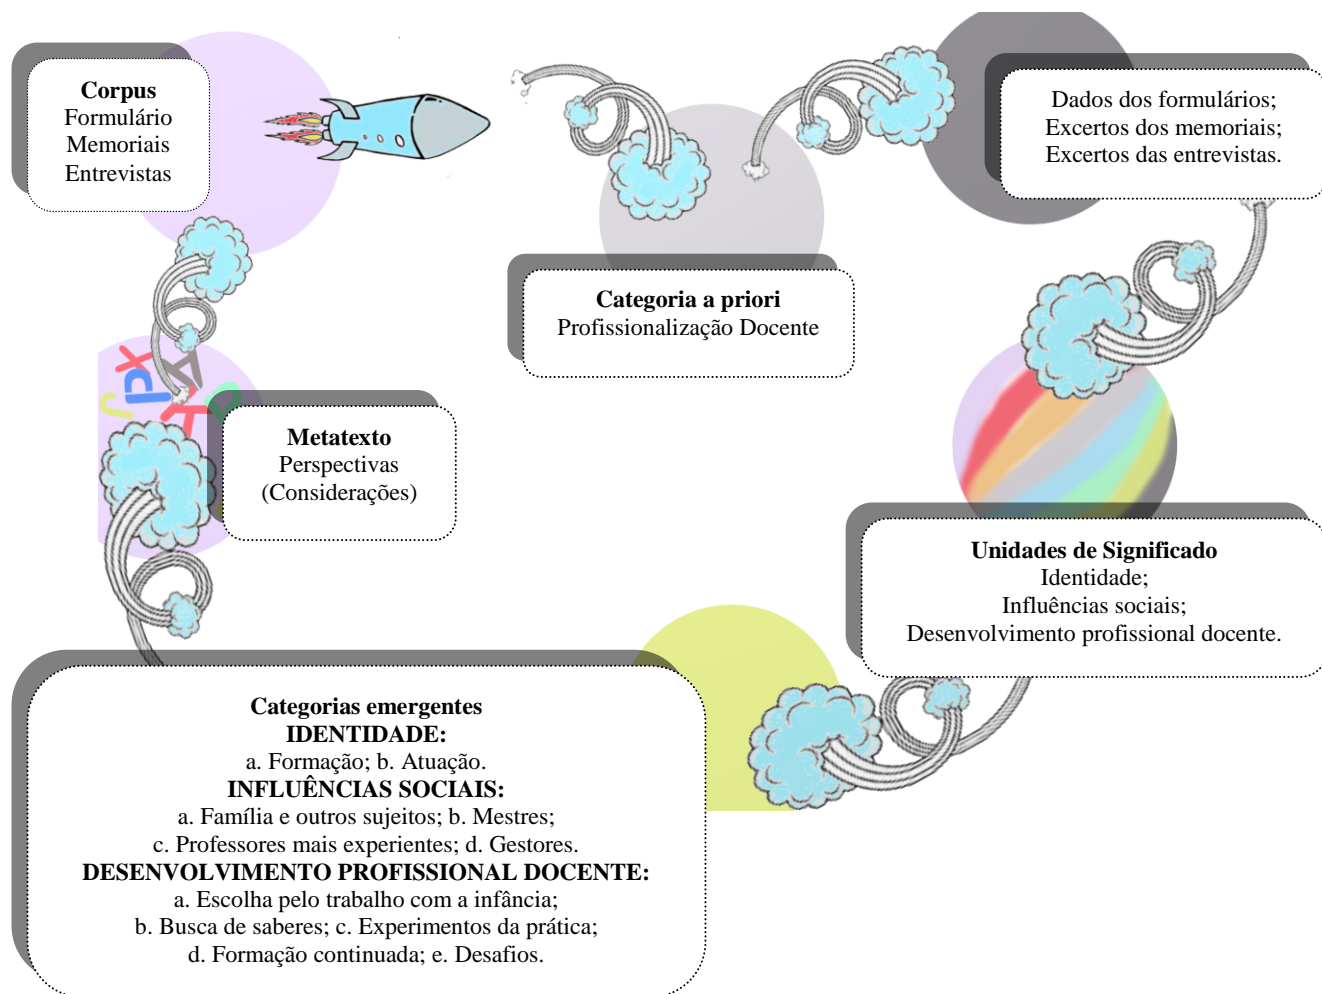 Corpus
Formulário
Memoriais
Entrevistas
Categoria a priori
Profissionalização Docente
Dados dos formulários;
Excertos dos memoriais;
Excertos das entrevistas.
Unidades de Significado
Identidade;
Influências sociais;
Desenvolvimento profissional docente.
Categorias emergentes
IDENTIDADE:
a. Formação; b. Atuação.
INFLUÊNCIAS SOCIAIS:
a. Família e outros sujeitos; b. Mestres;
c. Professores mais experientes; d. Gestores.
DESENVOLVIMENTO PROFISSIONAL DOCENTE:
a. Escolha pelo trabalho com a infância;
b. Busca de saberes; c. Experimentos da prática;
d. Formação continuada; e. Desafios.
Metatexto
Perspectivas
(Considerações)